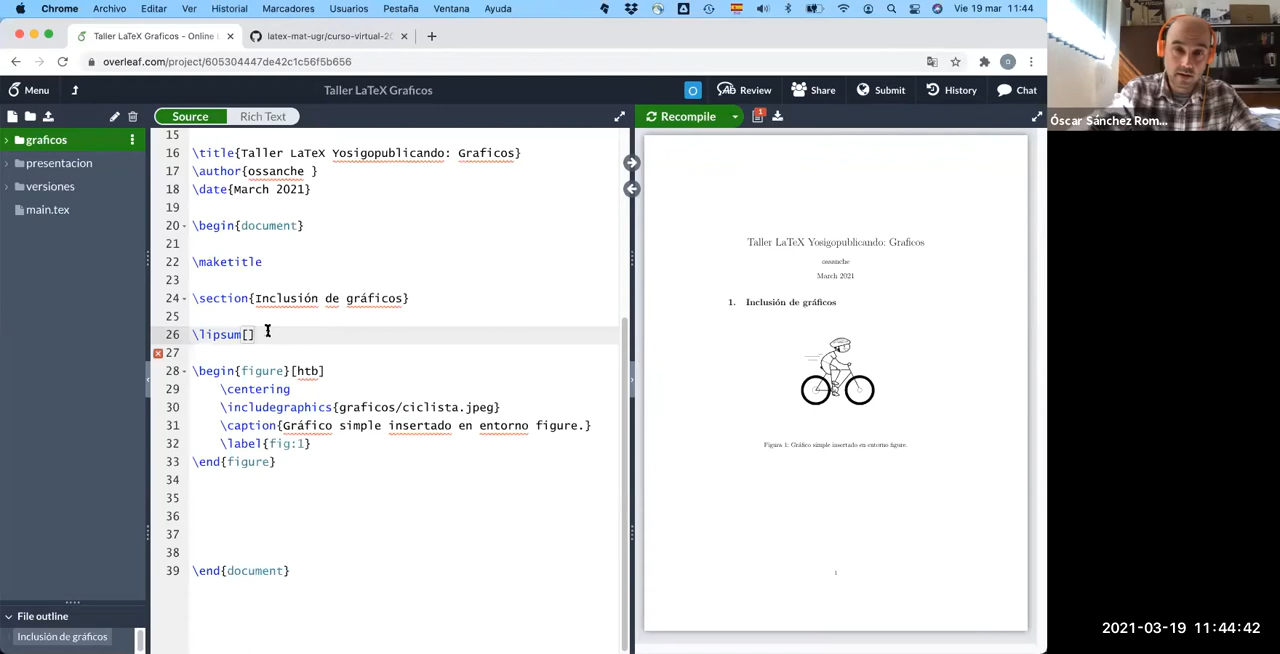 Chrome Archivo Editar Ver Historial Marcadores Usuarios Pestaña Ventana Ayuda Vie 19 mar 11:44
Taller LaTeX Graficos - Online L latex-mat-ugr/curso-virtual-20
overleaf.com/project/605304447de42c1c56f5b656
Menu Taller LaTeX Graficos O Review Share Submit History Chat
Source Rich Text Recompile 1
Óscar Sánchez Rom...
graficos
presentacion
versiones
main.tex
15
16 \title{Taller LaTeX Yosigopublicando: Graficos}
17 \author{ossanche }
18 \date{March 2021}
19
20 \begin{document}
21
22 \maketitle
23
24 \section{Inclusión de gráficos}
25
26 \lipsum[]
27
28 \begin{figure}[htb]
29 \centering
30 \includegraphics{graficos/ciclista.jpeg}
31 \caption{Gráfico simple insertado en entorno figure.}
32 \label{fig:1}
33 \end{figure}
34
35
36
37
38
39 \end{document}
File outline
Inclusión de gráficos
Taller LaTeX Yosigopublicando: Graficos
ossanche
March 2021
1. Inclusión de gráficos
Figura 1: Gráfico simple insertado en entorno figure.
1
2021-03-19 11:44:42